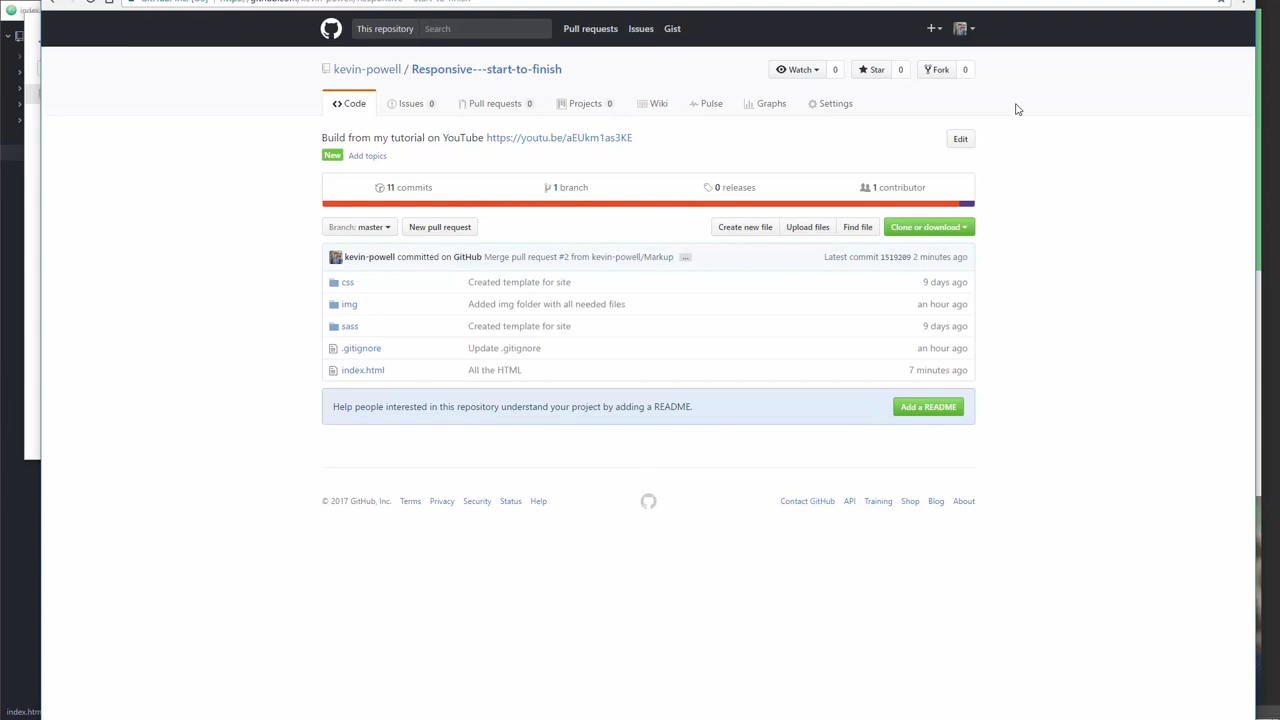 This repository Search Pull requests Issues Gist
kevin-powell / Responsive---start-to-finish Watch 0 Star 0 Fork 0
Code Issues 0 Pull requests 0 Projects 0 Wiki Pulse Graphs Settings
Build from my tutorial on YouTube https://youtu.be/aEUkm1as3KE Edit
New Add topics
11 commits 1 branch 0 releases 1 contributor
Branch: master New pull request Create new file Upload files Find file Clone or download
kevin-powell committed on GitHub Merge pull request #2 from kevin-powell/Markup ... Latest commit 1519209 2 minutes ago
css Created template for site 9 days ago
img Added img folder with all needed files an hour ago
sass Created template for site 9 days ago
.gitignore Update .gitignore an hour ago
index.html All the HTML 7 minutes ago
Help people interested in this repository understand your project by adding a README. Add a README
© 2017 GitHub, Inc. Terms Privacy Security Status Help Contact GitHub API Training Shop Blog About
index.htm